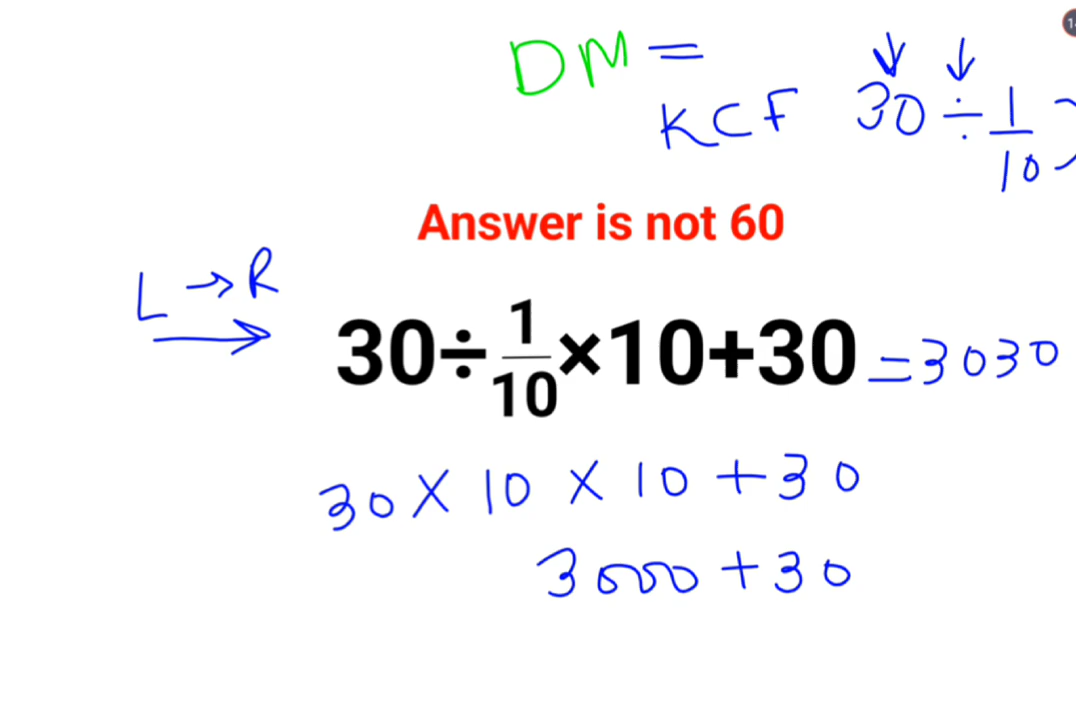 DM =
KCF 30 ÷ 1/10
Answer is not 60
L → R
30÷1/10×10+30 = 3030
30 × 10 × 10 + 30
3000 + 30